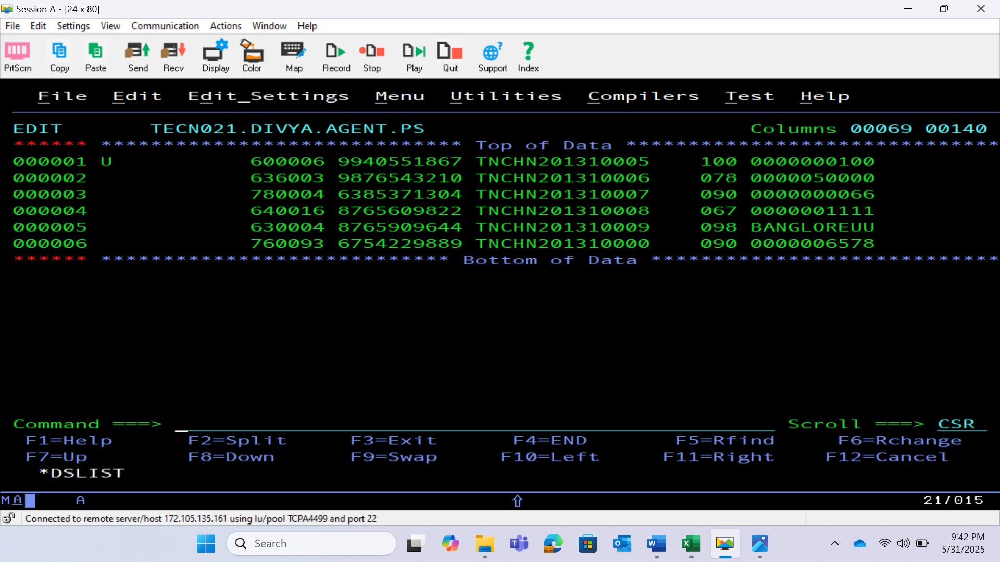 Session A - [24 x 80]
File Edit Settings View Communication Actions Window Help
PrtScrn Copy Paste Send Recv Display Color Map Record Stop Play Quit Support Index
File Edit Edit_Settings Menu Utilities Compilers Test Help
EDIT TECN021.DIVYA.AGENT.PS Columns 00069 00140
****** ***************************** Top of Data ******************************
000001 U 600006 9940551867 TNCHN201310005 100 0000000100
000002 636003 9876543210 TNCHN201310006 078 0000050000
000003 780004 6385371304 TNCHN201310007 090 0000000066
000004 640016 8765609822 TNCHN201310008 067 0000001111
000005 630004 8765909644 TNCHN201310009 098 BANGLOREUU
000006 760093 6754229889 TNCHN201310000 090 0000006578
****** **************************** Bottom of Data ****************************
Command ===> Scroll ===> CSR
F1=Help F2=Split F3=Exit F4=END F5=Rfind F6=Rchange
F7=Up F8=Down F9=Swap F10=Left F11=Right F12=Cancel
*DSLIST
MA A 21/015
Connected to remote server/host 172.105.135.161 using lu/pool TCPA4499 and port 22
Search
9:42 PM
5/31/2025